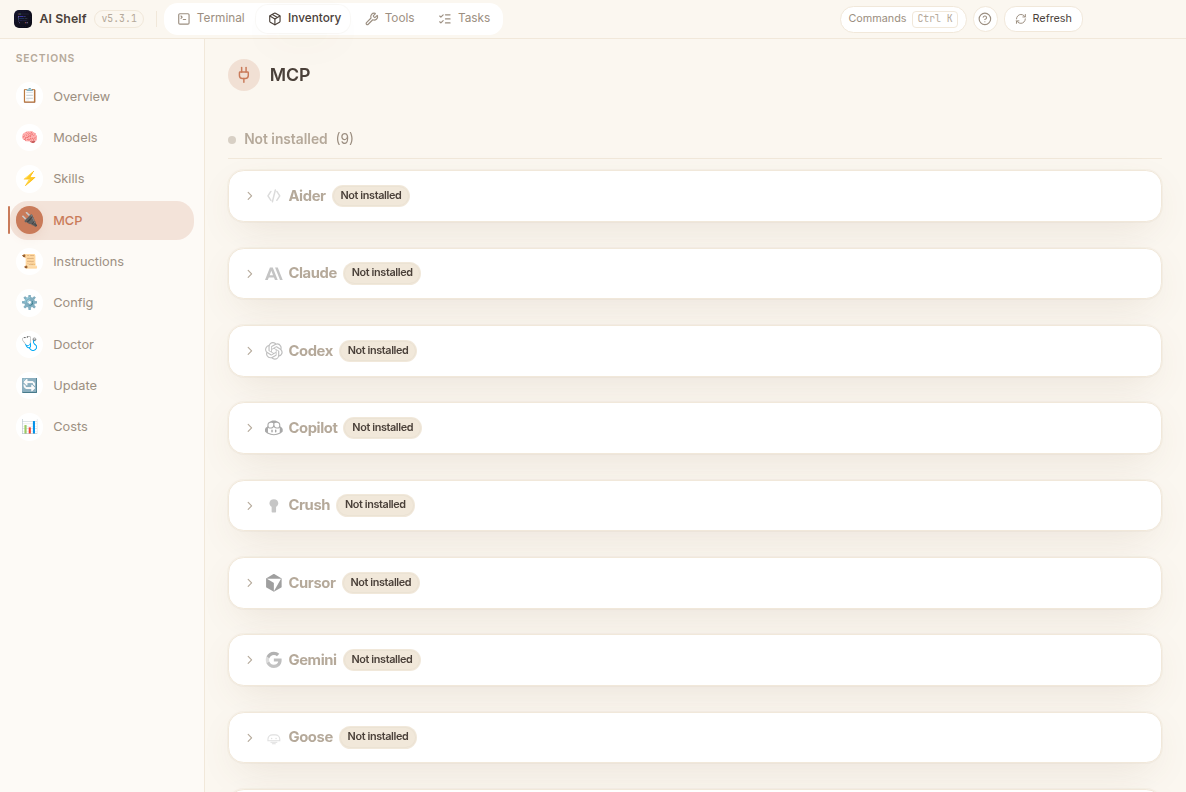 AI Shelf v5.3.1 Terminal Inventory Tools Tasks Commands Ctrl K Refresh
SECTIONS
Overview
Models
Skills
MCP
Instructions
Config
Doctor
Update
Costs
MCP
Not installed (9)
Aider Not installed
Claude Not installed
Codex Not installed
Copilot Not installed
Crush Not installed
Cursor Not installed
Gemini Not installed
Goose Not installed